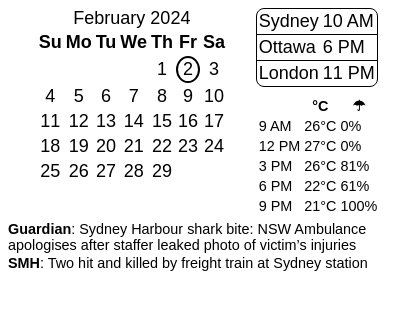 February 2024
Su Mo Tu We Th Fr Sa
1 2 3
4 5 6 7 8 9 10
11 12 13 14 15 16 17
18 19 20 21 22 23 24
25 26 27 28 29
Sydney 10 AM
Ottawa 6 PM
London 11 PM
°C ☂
9 AM 26°C 0%
12 PM 27°C 0%
3 PM 26°C 81%
6 PM 22°C 61%
9 PM 21°C 100%
Guardian: Sydney Harbour shark bite: NSW Ambulance
apologises after staffer leaked photo of victim’s injuries
SMH: Two hit and killed by freight train at Sydney station